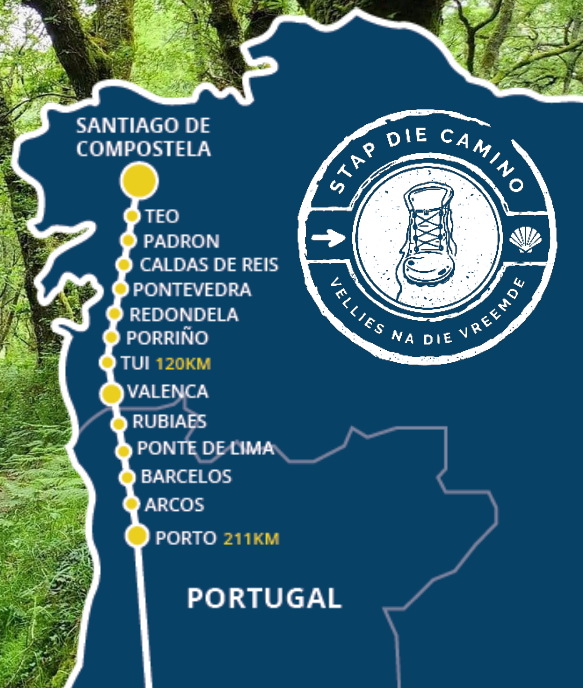 SANTIAGO DE
COMPOSTELA
TEO
PADRON
CALDAS DE REIS
PONTEVEDRA
REDONDELA
PORRIÑO
TUI 120KM
VALENCA
RUBIAES
PONTE DE LIMA
BARCELOS
ARCOS
PORTO 211KM
PORTUGAL
STAP DIE CAMINO
VELLIES NA DIE VREEMDE